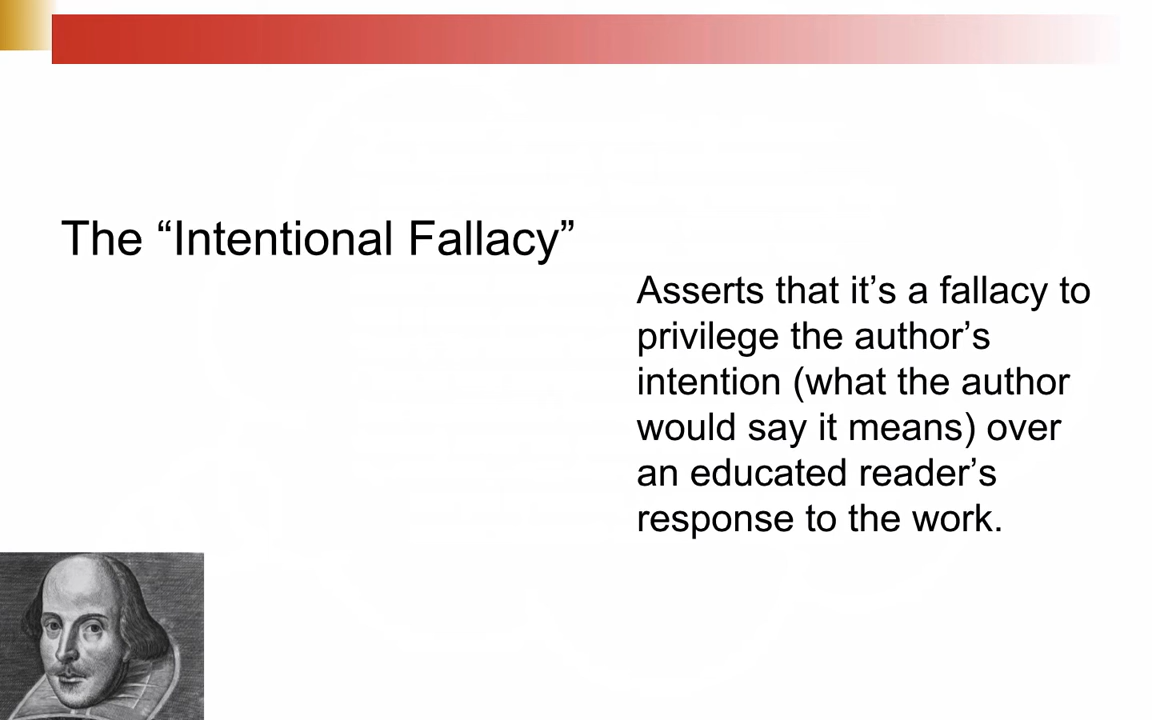 The “Intentional Fallacy”
Asserts that it’s a fallacy to
privilege the author’s
intention (what the author
would say it means) over
an educated reader’s
response to the work.